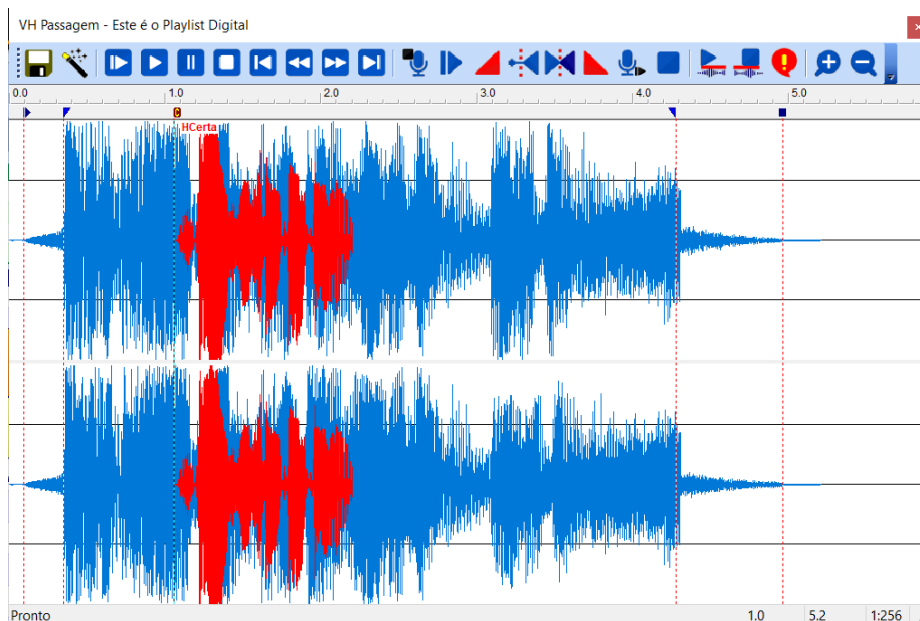 VH Passagem - Este é o Playlist Digital
0.0 1.0 2.0 3.0 4.0 5.0
C
HCerta
Pronto 1.0 5.2 1:256